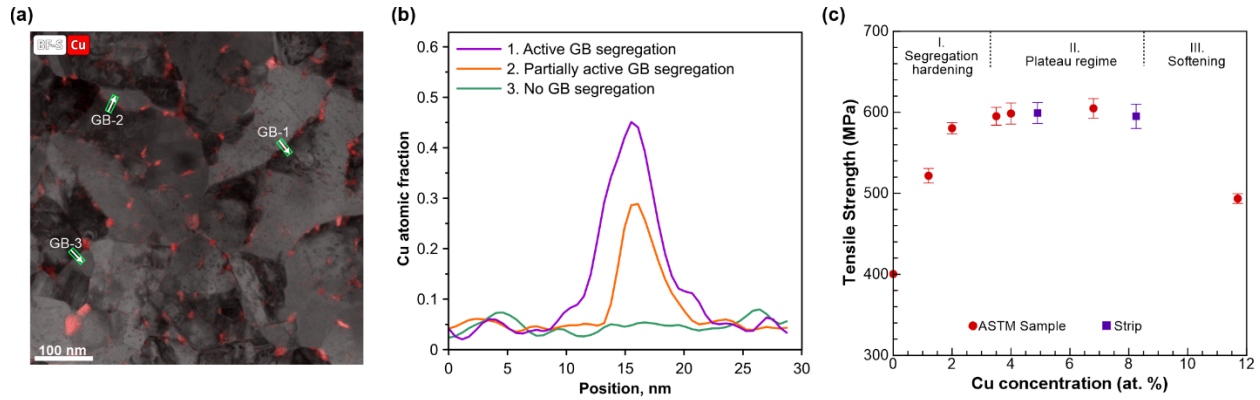 (a)
BF-S Cu
GB-2
GB-1
GB-3
100 nm
(b)
Cu atomic fraction
0.6
0.5
0.4
0.3
0.2
0.1
0
1. Active GB segregation
2. Partially active GB segregation
3. No GB segregation
0 5 10 15 20 25 30
Position, nm
(c)
Tensile Strength (MPa)
700
600
500
400
300
I.
Segregation
hardening
II.
Plateau regime
III.
Softening
ASTM Sample Strip
0 2 4 6 8 10 12
Cu concentration (at. %)